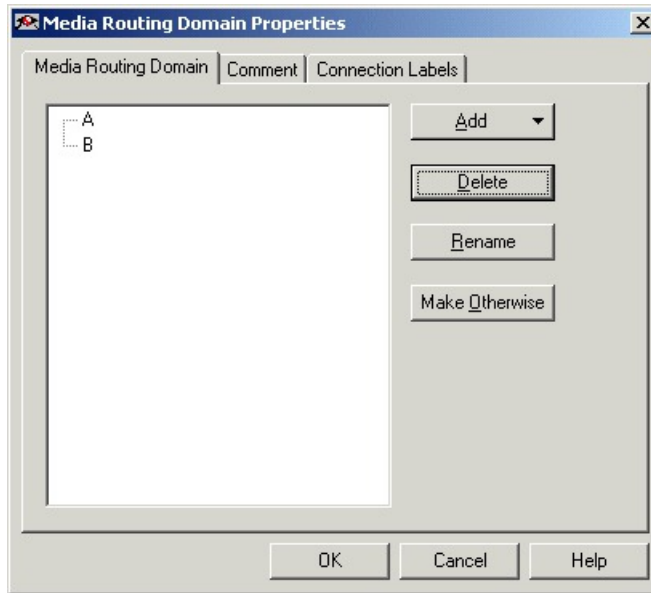 Media Routing Domain Properties
Media Routing Domain
Comment
Connection Labels
A
B
Add
Delete
Rename
Make Otherwise
OK
Cancel
Help